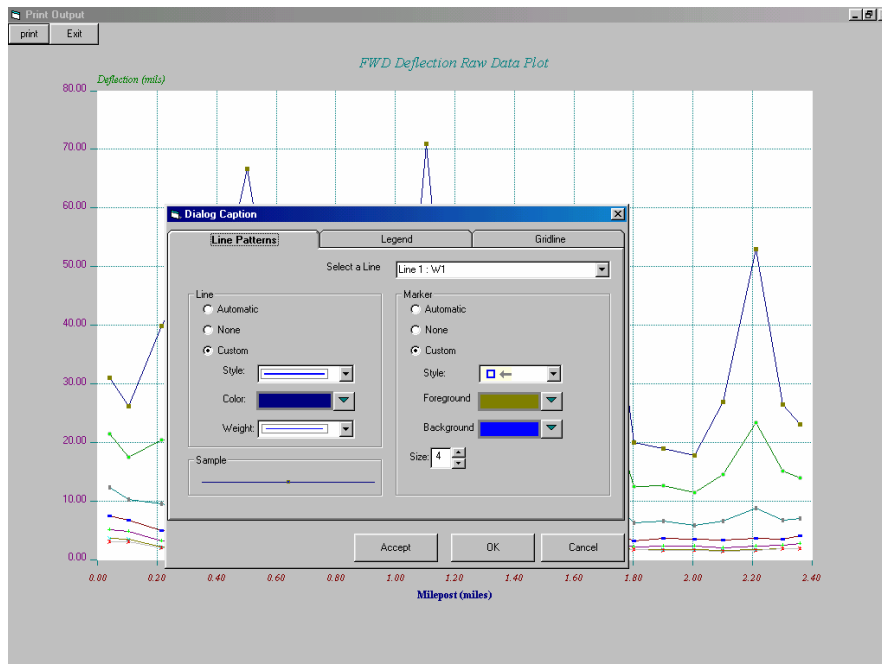 Print Output
print Exit
FWD Deflection Raw Data Plot
Deflection (mils)
80.00
70.00
60.00
50.00
40.00
30.00
20.00
10.00
0.00
Dialog Caption
Line Patterns Legend Gridline
Select a Line Line 1 : W1
Line
Automatic
None
Custom
Style:
Color:
Weight:
Sample
Marker
Automatic
None
Custom
Style:
Foreground
Background
Size: 4
Accept OK Cancel
0.00 0.20 0.40 0.60 0.80 1.00 1.20 1.40 1.60 1.80 2.00 2.20 2.40
Milepost (miles)